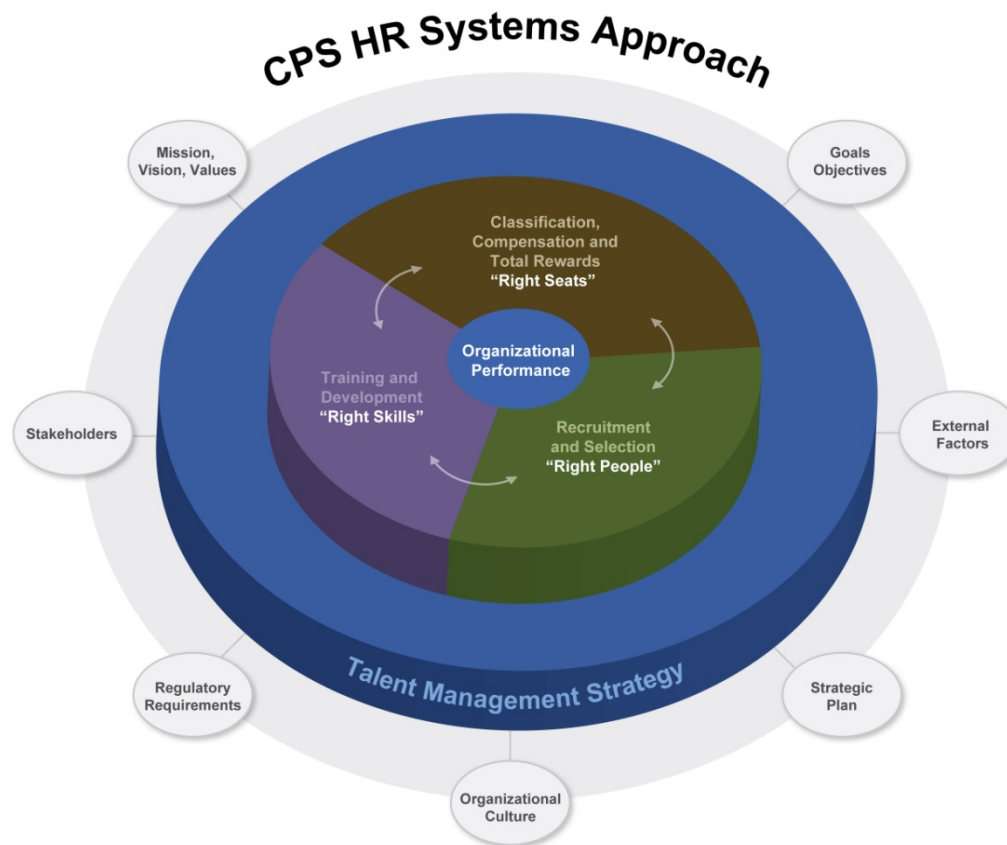 CPS HR Systems Approach
Mission,
Vision, Values
Goals
Objectives
Classification,
Compensation and
Total Rewards
“Right Seats”
Organizational
Performance
Training and
Development
“Right Skills”
Recruitment
and Selection
“Right People”
Stakeholders
External
Factors
Regulatory
Requirements
Talent Management Strategy
Strategic
Plan
Organizational
Culture